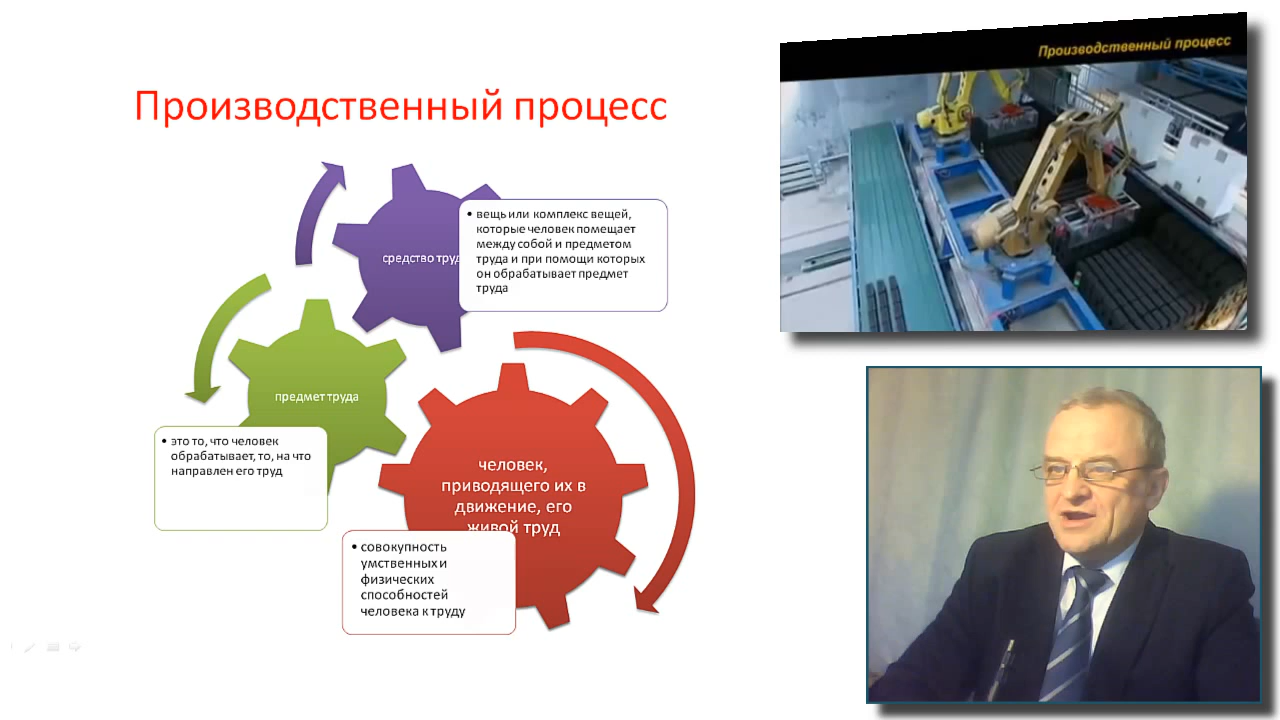 Производственный процесс
средство труд
• вещь или комплекс вещей,
которые человек помещает
между собой и предметом
труда и при помощи которых
он обрабатывает предмет
труда
предмет труда
• это то, что человек
обрабатывает, то, на что
направлен его труд
человек,
приводящего их в
движение, его
живой труд
• совокупность
умственных и
физических
способностей
человека к труду
Производственный процесс